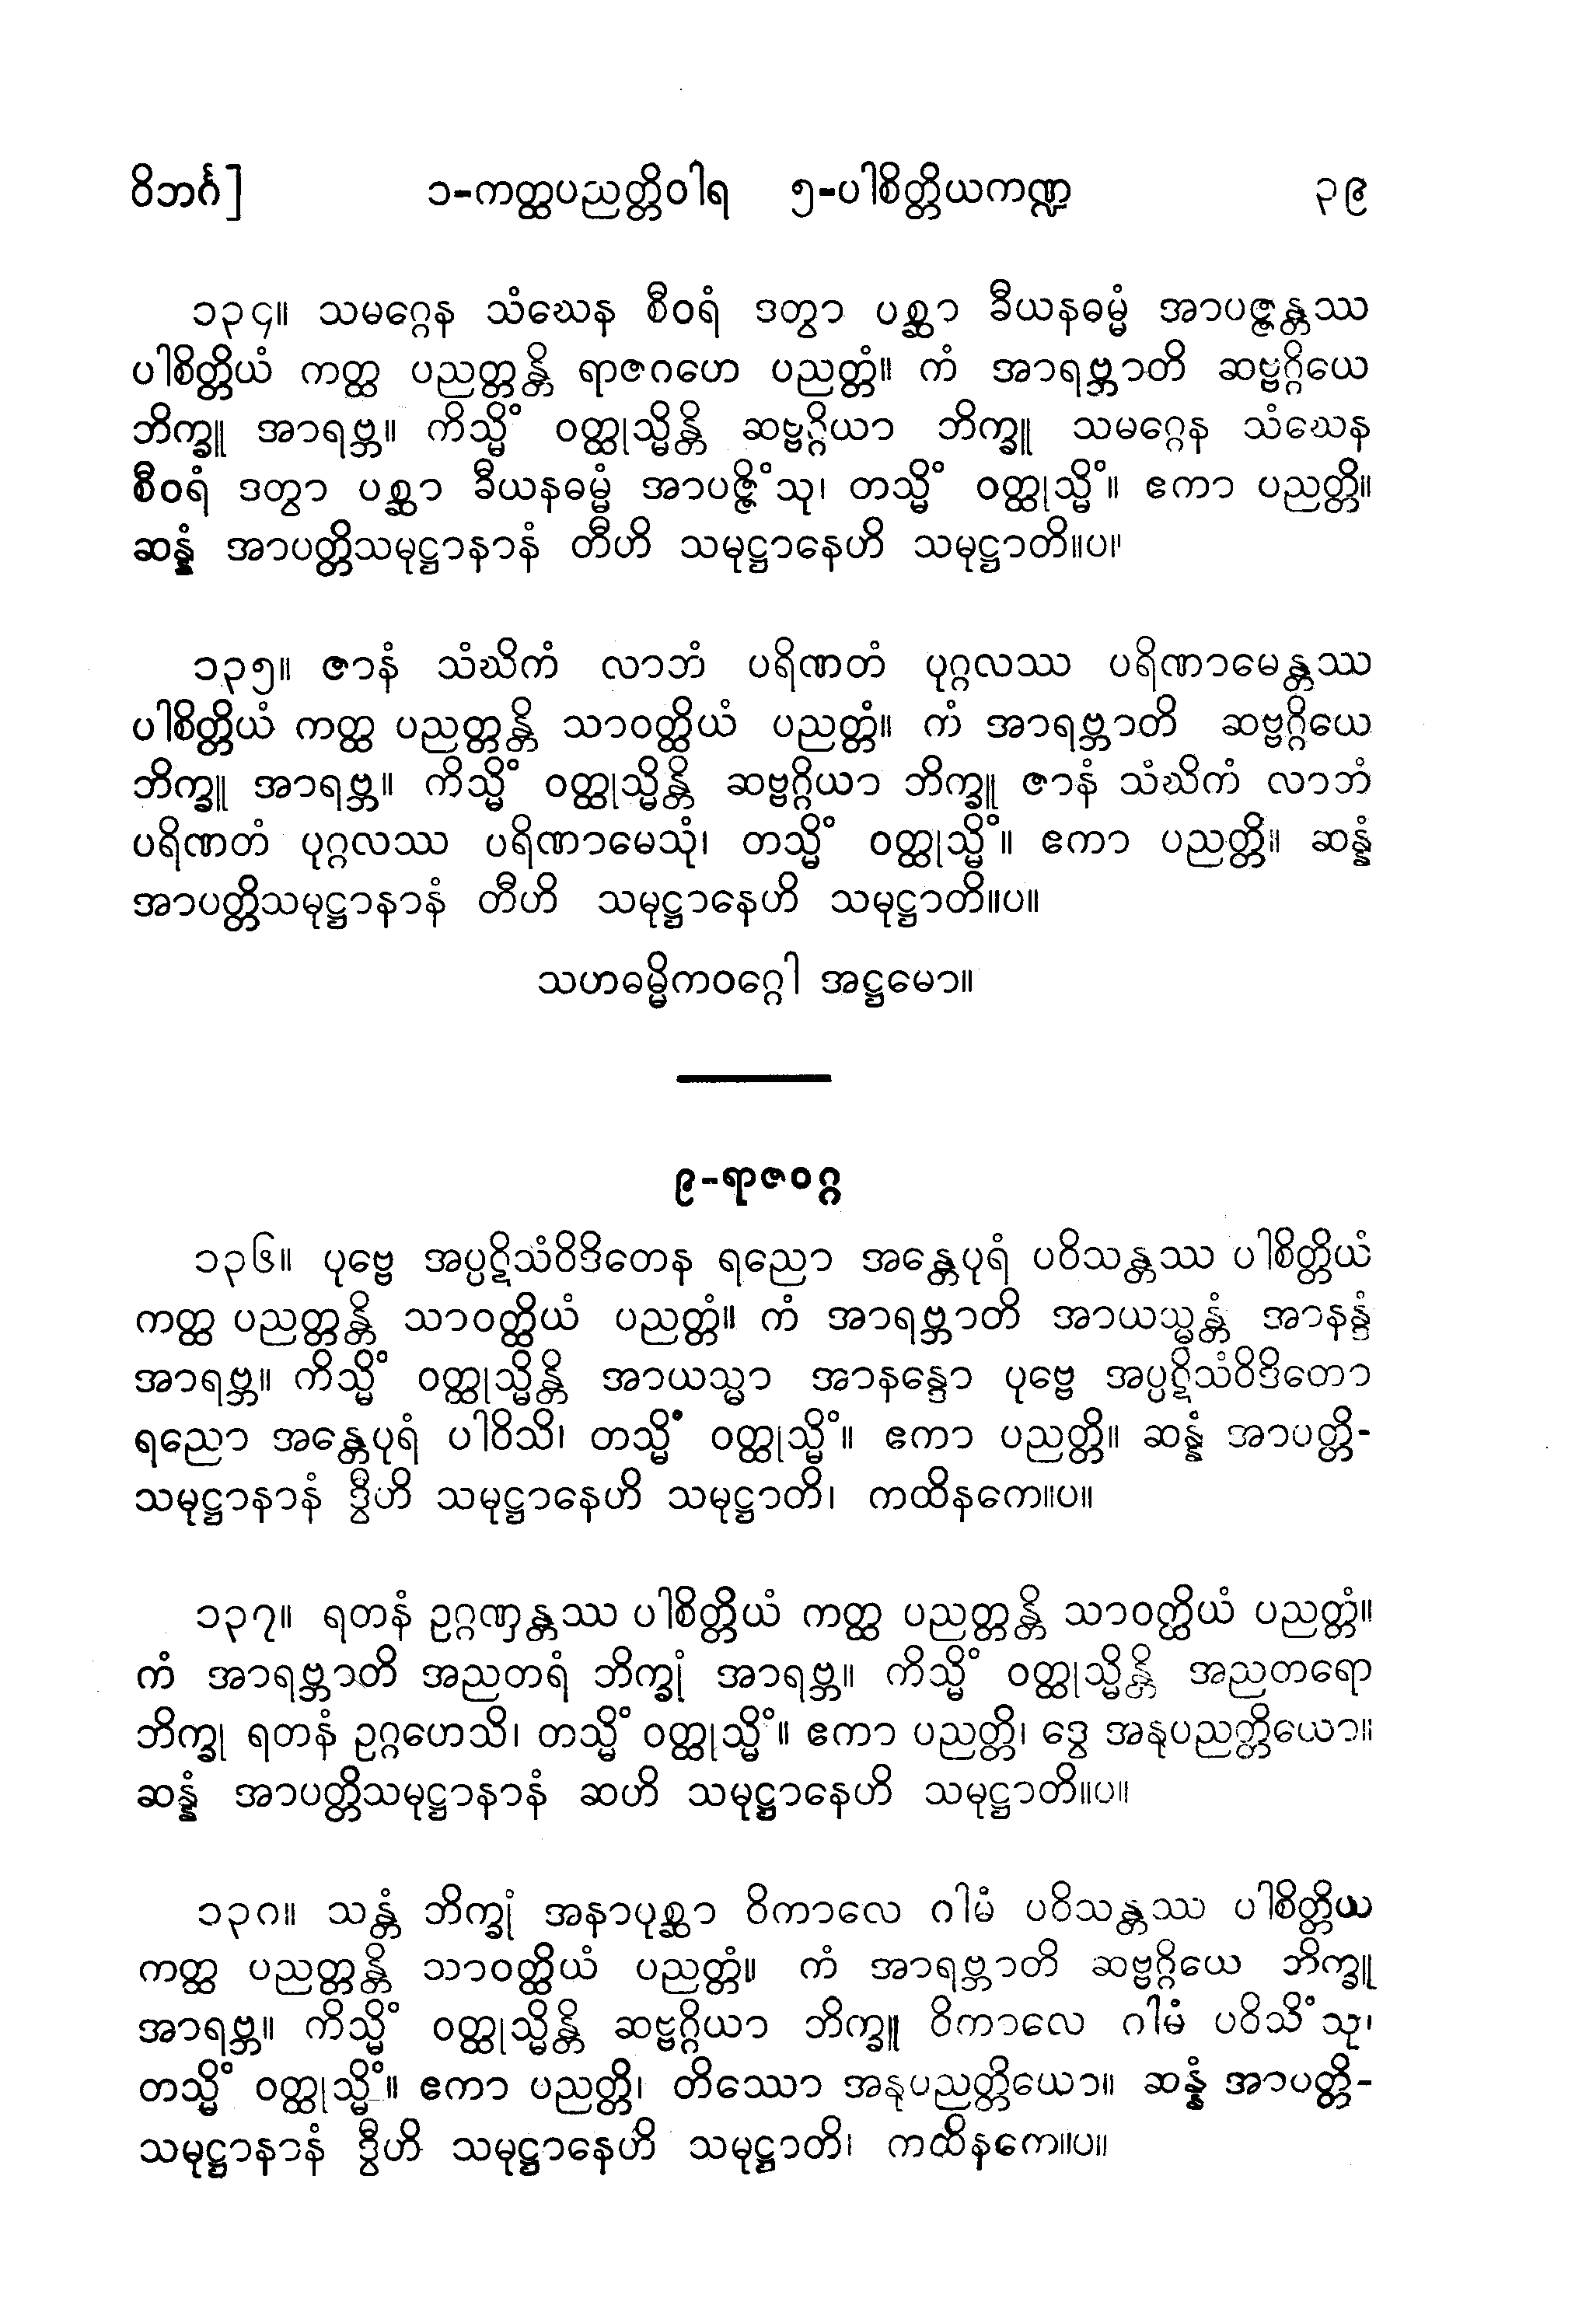 ဝိဘင်္ဂ] ၁-ကတ္ထပညတ္တိဝါရ ၅-ပါစိတ္တိယကဏ္ဍ ၃၉
၁၃၄။ သမဂ္ဂေန သံဃေန စီဝရံ ဒတွာ ပစ္ဆာ ခီယနဓမ္မံ အာပဇ္ဇန္တဿ
ပါစိတ္တိယံ ကတ္ထ ပညတ္တန္တိ ရာဇဂဟေ ပညတ္တံ။ ကံ အာရဗ္ဘာတိ ဆဗ္ဗဂ္ဂိယေ
ဘိက္ခူ အာရဗ္ဘ။ ကိသ္မိံ ဝတ္ထုသ္မိန္တိ ဆဗ္ဗဂ္ဂိယာ ဘိက္ခူ သမဂ္ဂေန သံဃေန
စီဝရံ ဒတွာ ပစ္ဆာ ခီယနဓမ္မံ အာပဇ္ဇိံသု၊ တသ္မိံ ဝတ္ထုသ္မိံ။ ဧကာ ပညတ္တိ။
ဆန္နံ အာပတ္တိသမုဋ္ဌာနာနံ တီဟိ သမုဋ္ဌာနေဟိ သမုဋ္ဌာတိ။ပ။
၁၃၅။ ဇာနံ သံဃိကံ လာဘံ ပရိဏတံ ပုဂ္ဂလဿ ပရိဏာမေန္တဿ
ပါစိတ္တိယံ ကတ္ထ ပညတ္တန္တိ သာဝတ္ထိယံ ပညတ္တံ။ ကံ အာရဗ္ဘာတိ ဆဗ္ဗဂ္ဂိယေ
ဘိက္ခူ အာရဗ္ဘ။ ကိသ္မိံ ဝတ္ထုသ္မိန္တိ ဆဗ္ဗဂ္ဂိယာ ဘိက္ခူ ဇာနံ သံဃိကံ လာဘံ
ပရိဏတံ ပုဂ္ဂလဿ ပရိဏာမေသုံ၊ တသ္မိံ ဝတ္ထုသ္မိံ။ ဧကာ ပညတ္တိ။ ဆန္နံ
အာပတ္တိသမုဋ္ဌာနာနံ တီဟိ သမုဋ္ဌာနေဟိ သမုဋ္ဌာတိ။ပ။
သဟဓမ္မိကဝဂ္ဂေါ အဋ္ဌမော။
၉-ရာဇဝဂ္ဂ
၁၃၆။ ပုဗ္ဗေ အပ္ပဋိသံဝိဒိတေန ရညော အန္တေပုရံ ပဝိသန္တဿ ပါစိတ္တိယံ
ကတ္ထ ပညတ္တန္တိ သာဝတ္ထိယံ ပညတ္တံ။ ကံ အာရဗ္ဘာတိ အာယသ္မန္တံ အာနန္ဒံ
အာရဗ္ဘ။ ကိသ္မိံ ဝတ္ထုသ္မိန္တိ အာယသ္မာ အာနန္ဒော ပုဗ္ဗေ အပ္ပဋိသံဝိဒိတော
ရညော အန္တေပုရံ ပါဝိသိ၊ တသ္မိံ ဝတ္ထုသ္မိံ။ ဧကာ ပညတ္တိ။ ဆန္နံ အာပတ္တိ-
သမုဋ္ဌာနာနံ ဒွီဟိ သမုဋ္ဌာနေဟိ သမုဋ္ဌာတိ၊ ကထိနကေ။ပ။
၁၃၇။ ရတနံ ဥဂ္ဂဏှန္တဿ ပါစိတ္တိယံ ကတ္ထ ပညတ္တန္တိ သာဝတ္ထိယံ ပညတ္တံ။
ကံ အာရဗ္ဘာတိ အညတရံ ဘိက္ခုံ အာရဗ္ဘ။ ကိသ္မိံ ဝတ္ထုသ္မိန္တိ အညတရော
ဘိက္ခု ရတနံ ဥဂ္ဂဟေသိ၊ တသ္မိံ ဝတ္ထုသ္မိံ။ ဧကာ ပညတ္တိ၊ ဒွေ အနုပညတ္တိယော။
ဆန္နံ အာပတ္တိသမုဋ္ဌာနာနံ ဆဟိ သမုဋ္ဌာနေဟိ သမုဋ္ဌာတိ။ပ။
၁၃၈။ သန္တံ ဘိက္ခုံ အနာပုစ္ဆာ ဝိကာလေ ဂါမံ ပဝိသန္တဿ ပါစိတ္တိယ
ကတ္ထ ပညတ္တန္တိ သာဝတ္ထိယံ ပညတ္တံ။ ကံ အာရဗ္ဘာတိ ဆဗ္ဗဂ္ဂိယေ ဘိက္ခူ
အာရဗ္ဘ။ ကိသ္မိံ ဝတ္ထုသ္မိန္တိ ဆဗ္ဗဂ္ဂိယာ ဘိက္ခူ ဝိကာလေ ဂါမံ ပဝိသိံသု၊
တသ္မိံ ဝတ္ထုသ္မိံ။ ဧကာ ပညတ္တိ၊ တိဿော အနုပညတ္တိယော။ ဆန္နံ အာပတ္တိ-
သမုဋ္ဌာနာနံ ဒွီဟိ သမုဋ္ဌာနေဟိ သမုဋ္ဌာတိ၊ ကထိနကေ။ပ။